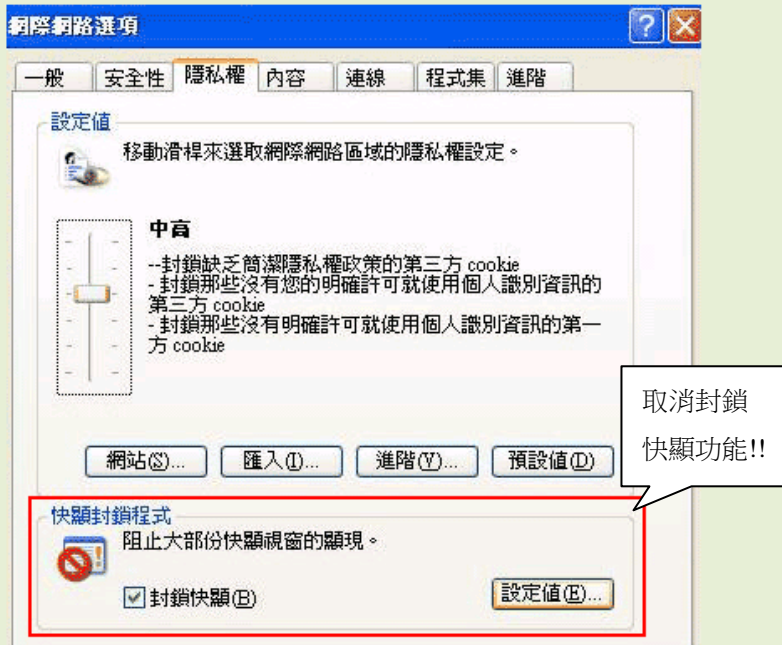 網際網路選項
一般 安全性 隱私權 內容 連線 程式集 進階
設定值
移動滑桿來選取網際網路區域的隱私權設定。
中高
--封鎖缺乏簡潔隱私權政策的第三方 cookie
- 封鎖那些沒有您的明確許可就使用個人識別資訊的
第三方 cookie
- 封鎖那些沒有明確許可就使用個人識別資訊的第一
方 cookie
取消封鎖
快顯功能!!
網站(S)... 匯入(I)... 進階(V)... 預設值(D)
快顯封鎖程式
阻止大部份快顯視窗的顯現。
封鎖快顯(B) 設定值(E)...